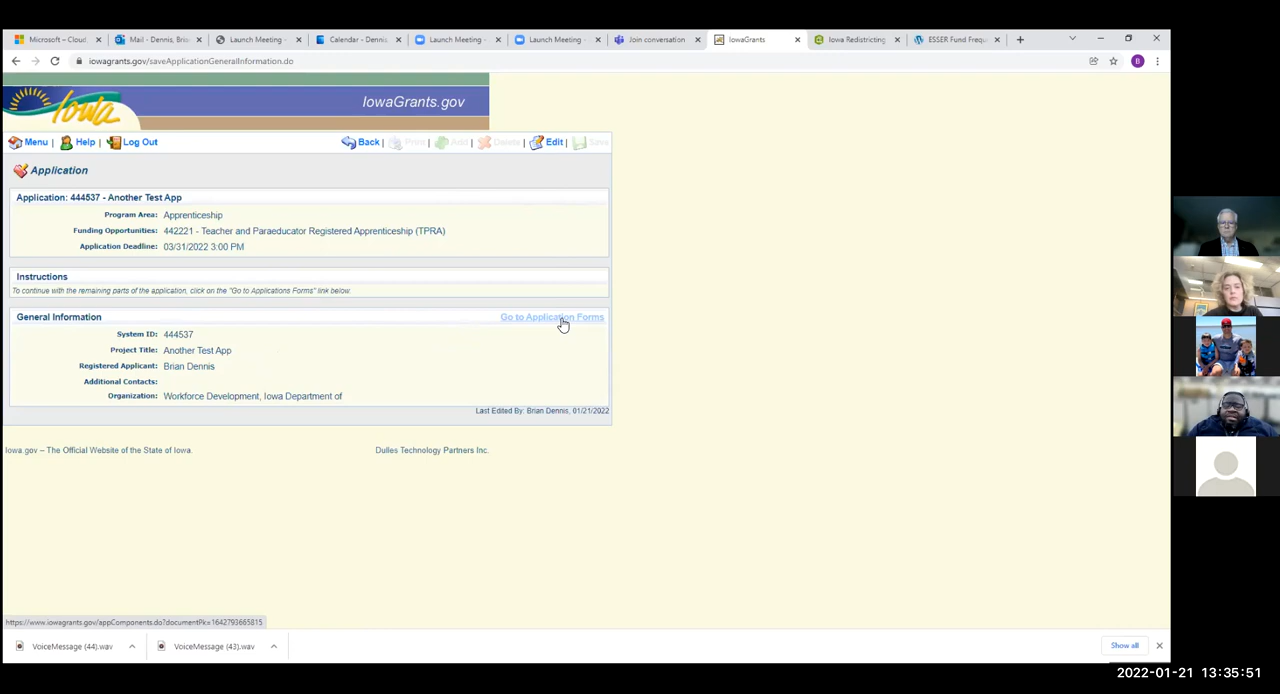 Microsoft – Cloud,
Mail - Dennis, Bria
Launch Meeting -
Calendar - Dennis
Launch Meeting -
Launch Meeting -
Join conversation
IowaGrants
Iowa Redistricting
ESSER Fund Frequ
iowagrants.gov/saveApplicationGeneralInformation.do
B
Iowa
IowaGrants.gov
Menu | Help | Log Out
Back | Print | Add | Delete | Edit | Save
Application
Application: 444537 - Another Test App
Program Area: Apprenticeship
Funding Opportunities: 442221 - Teacher and Paraeducator Registered Apprenticeship (TPRA)
Application Deadline: 03/31/2022 3:00 PM
Instructions
To continue with the remaining parts of the application, click on the "Go to Applications Forms" link below.
General Information Go to Application Forms
System ID: 444537
Project Title: Another Test App
Registered Applicant: Brian Dennis
Additional Contacts:
Organization: Workforce Development, Iowa Department of
Last Edited By: Brian Dennis, 01/21/2022
Iowa.gov – The Official Website of the State of Iowa.
Dulles Technology Partners Inc.
https://www.iowagrants.gov/appComponents.do?documentPk=1642793665815
VoiceMessage (44).wav
VoiceMessage (43).wav
Show all
2022-01-21 13:35:51